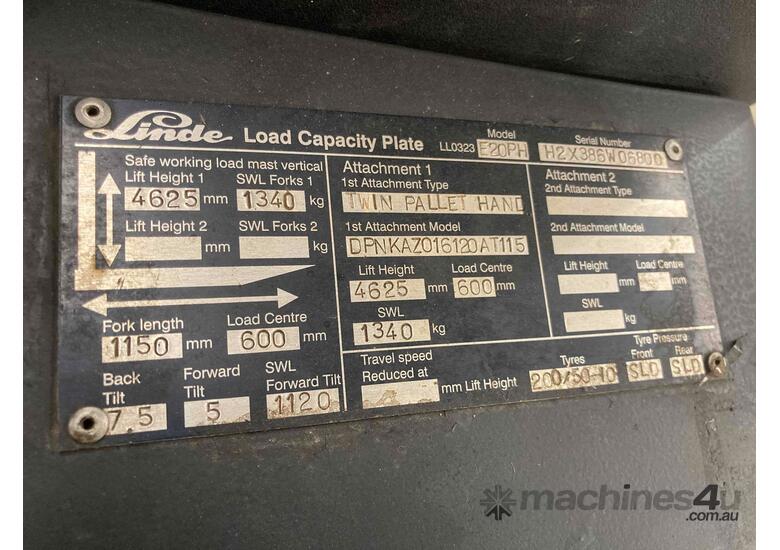 Linde Load Capacity Plate LL0323 Model E20PH Serial Number H2X386W06800
Safe working load mast vertical
Lift Height 1 SWL Forks 1
4625 mm 1340 kg
Lift Height 2 SWL Forks 2
mm kg
Fork length Load Centre
1150 mm 600 mm
Back Tilt Forward Tilt SWL Forward Tilt
7.5 5 1120
Attachment 1
1st Attachment Type
TWIN PALLET HAND
1st Attachment Model
DPNKAZ016120AT115
Lift Height Load Centre
4625 mm 600 mm
SWL
1340 kg
Attachment 2
2nd Attachment Type
2nd Attachment Model
Lift Height Load Centre
mm mm
SWL
kg
Travel speed
Reduced at mm Lift Height
Tyres
200/50-10
Tyre Pressure
Front Rear
SLD SLD
machines4u
.com.au